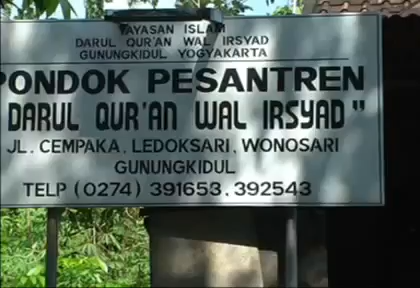 YAYASAN ISLAM
DARUL QUR'AN WAL IRSYAD
GUNUNGKIDUL YOGYAKARTA
PONDOK PESANTREN
DARUL QUR'AN WAL IRSYAD "
JL. CEMPAKA, LEDOKSARI, WONOSARI
GUNUNGKIDUL
TELP (0274) 391653, 392543